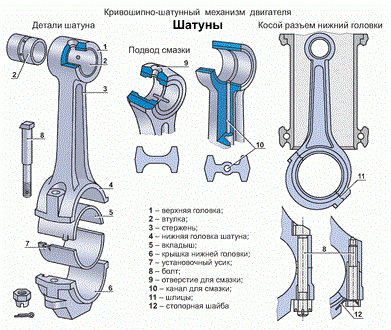 Кривошипно-шатунный механизм двигателя
Шатуны
Детали шатуна
Подвод смазки
Косой разъем нижней головки
1
2
2
3
8
4
5
7
6
9
10
11
8
12
1 – верхняя головка;
2 – втулка;
3 – стержень;
4 – нижняя головка шатуна;
5 – вкладыш;
6 – крышка нижней головки;
7 – установочный усик;
8 – болт;
9 – отверстие для смазки;
10 – канал для смазки;
11 – шлицы;
12 – стопорная шайба